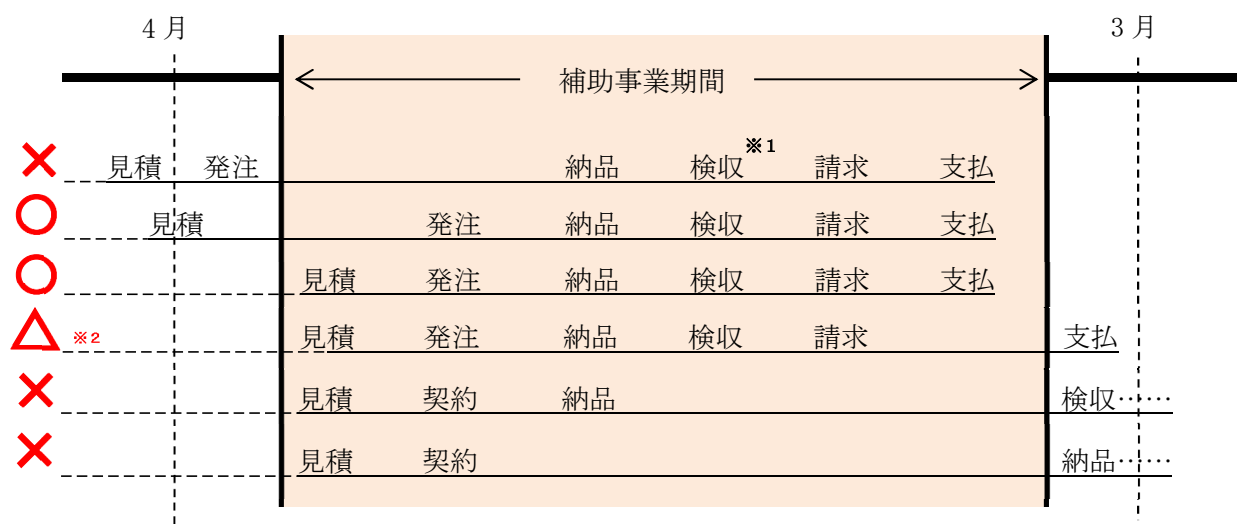 4月 3月
補助事業期間
※1
× 見積 発注 納品 検収 請求 支払
○ 見積 発注 納品 検収 請求 支払
○ 見積 発注 納品 検収 請求 支払
△ ※2 見積 発注 納品 検収 請求 支払
× 見積 契約 納品 検収……
× 見積 契約 納品……